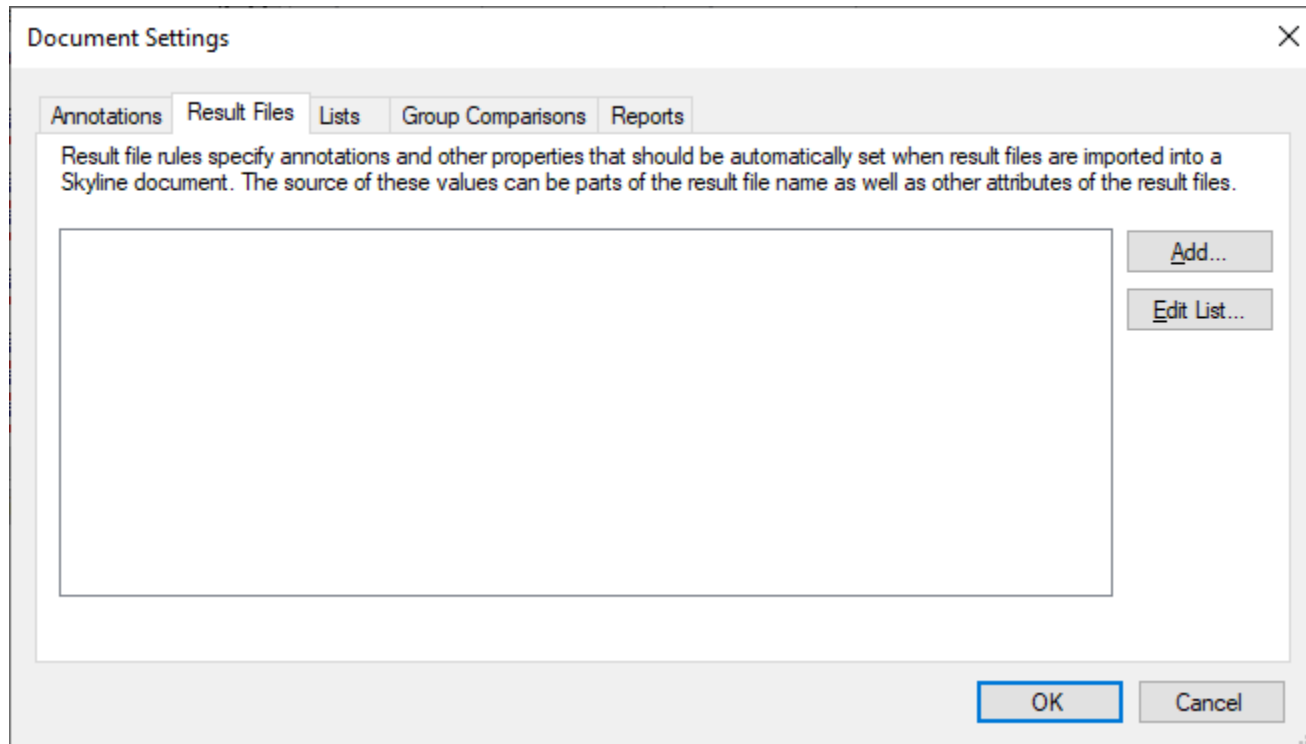 Document Settings
Annotations Result Files Lists Group Comparisons Reports
Result file rules specify annotations and other properties that should be automatically set when result files are imported into a
Skyline document. The source of these values can be parts of the result file name as well as other attributes of the result files.
Add...
Edit List...
OK Cancel